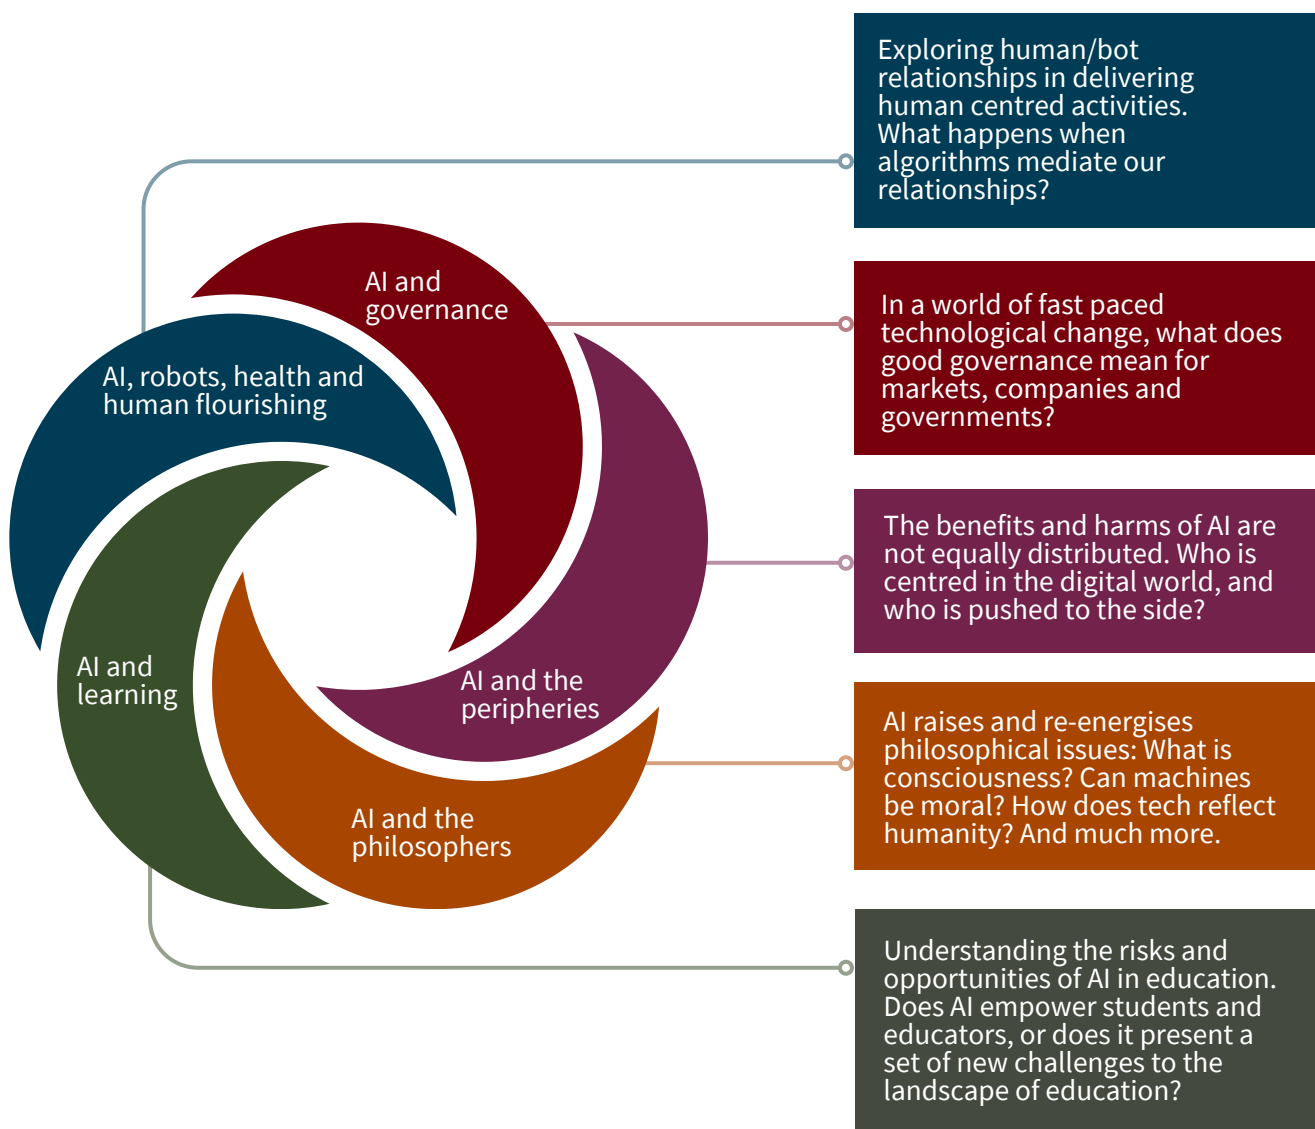 Exploring human/bot
relationships in delivering
human centred activities.
What happens when
algorithms mediate our
relationships?
AI and
governance
In a world of fast paced
technological change, what does
good governance mean for
markets, companies and
governments?
AI, robots, health and
human flourishing
The benefits and harms of AI are
not equally distributed. Who is
centred in the digital world, and
who is pushed to the side?
AI and
learning
AI and the
peripheries
AI raises and re-energises
philosophical issues: What is
consciousness? Can machines
be moral? How does tech reflect
humanity? And much more.
AI and the
philosophers
Understanding the risks and
opportunities of AI in education.
Does AI empower students and
educators, or does it present a
set of new challenges to the
landscape of education?